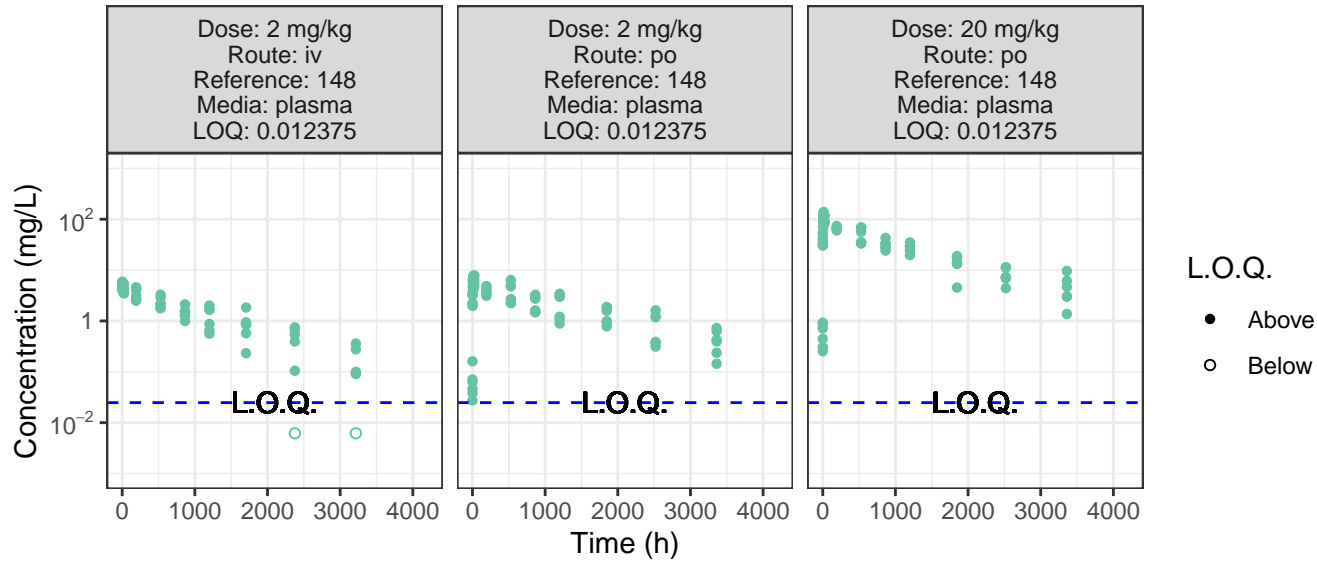 Dose: 2 mg/kg
Route: iv
Reference: 148
Media: plasma
LOQ: 0.012375
Dose: 2 mg/kg
Route: po
Reference: 148
Media: plasma
LOQ: 0.012375
Dose: 20 mg/kg
Route: po
Reference: 148
Media: plasma
LOQ: 0.012375
Concentration (mg/L)
10²
1
10⁻²
L.O.Q.
L.O.Q.
L.O.Q.
0 1000 2000 3000 4000
0 1000 2000 3000 4000
0 1000 2000 3000 4000
Time (h)
L.O.Q.
Above
Below